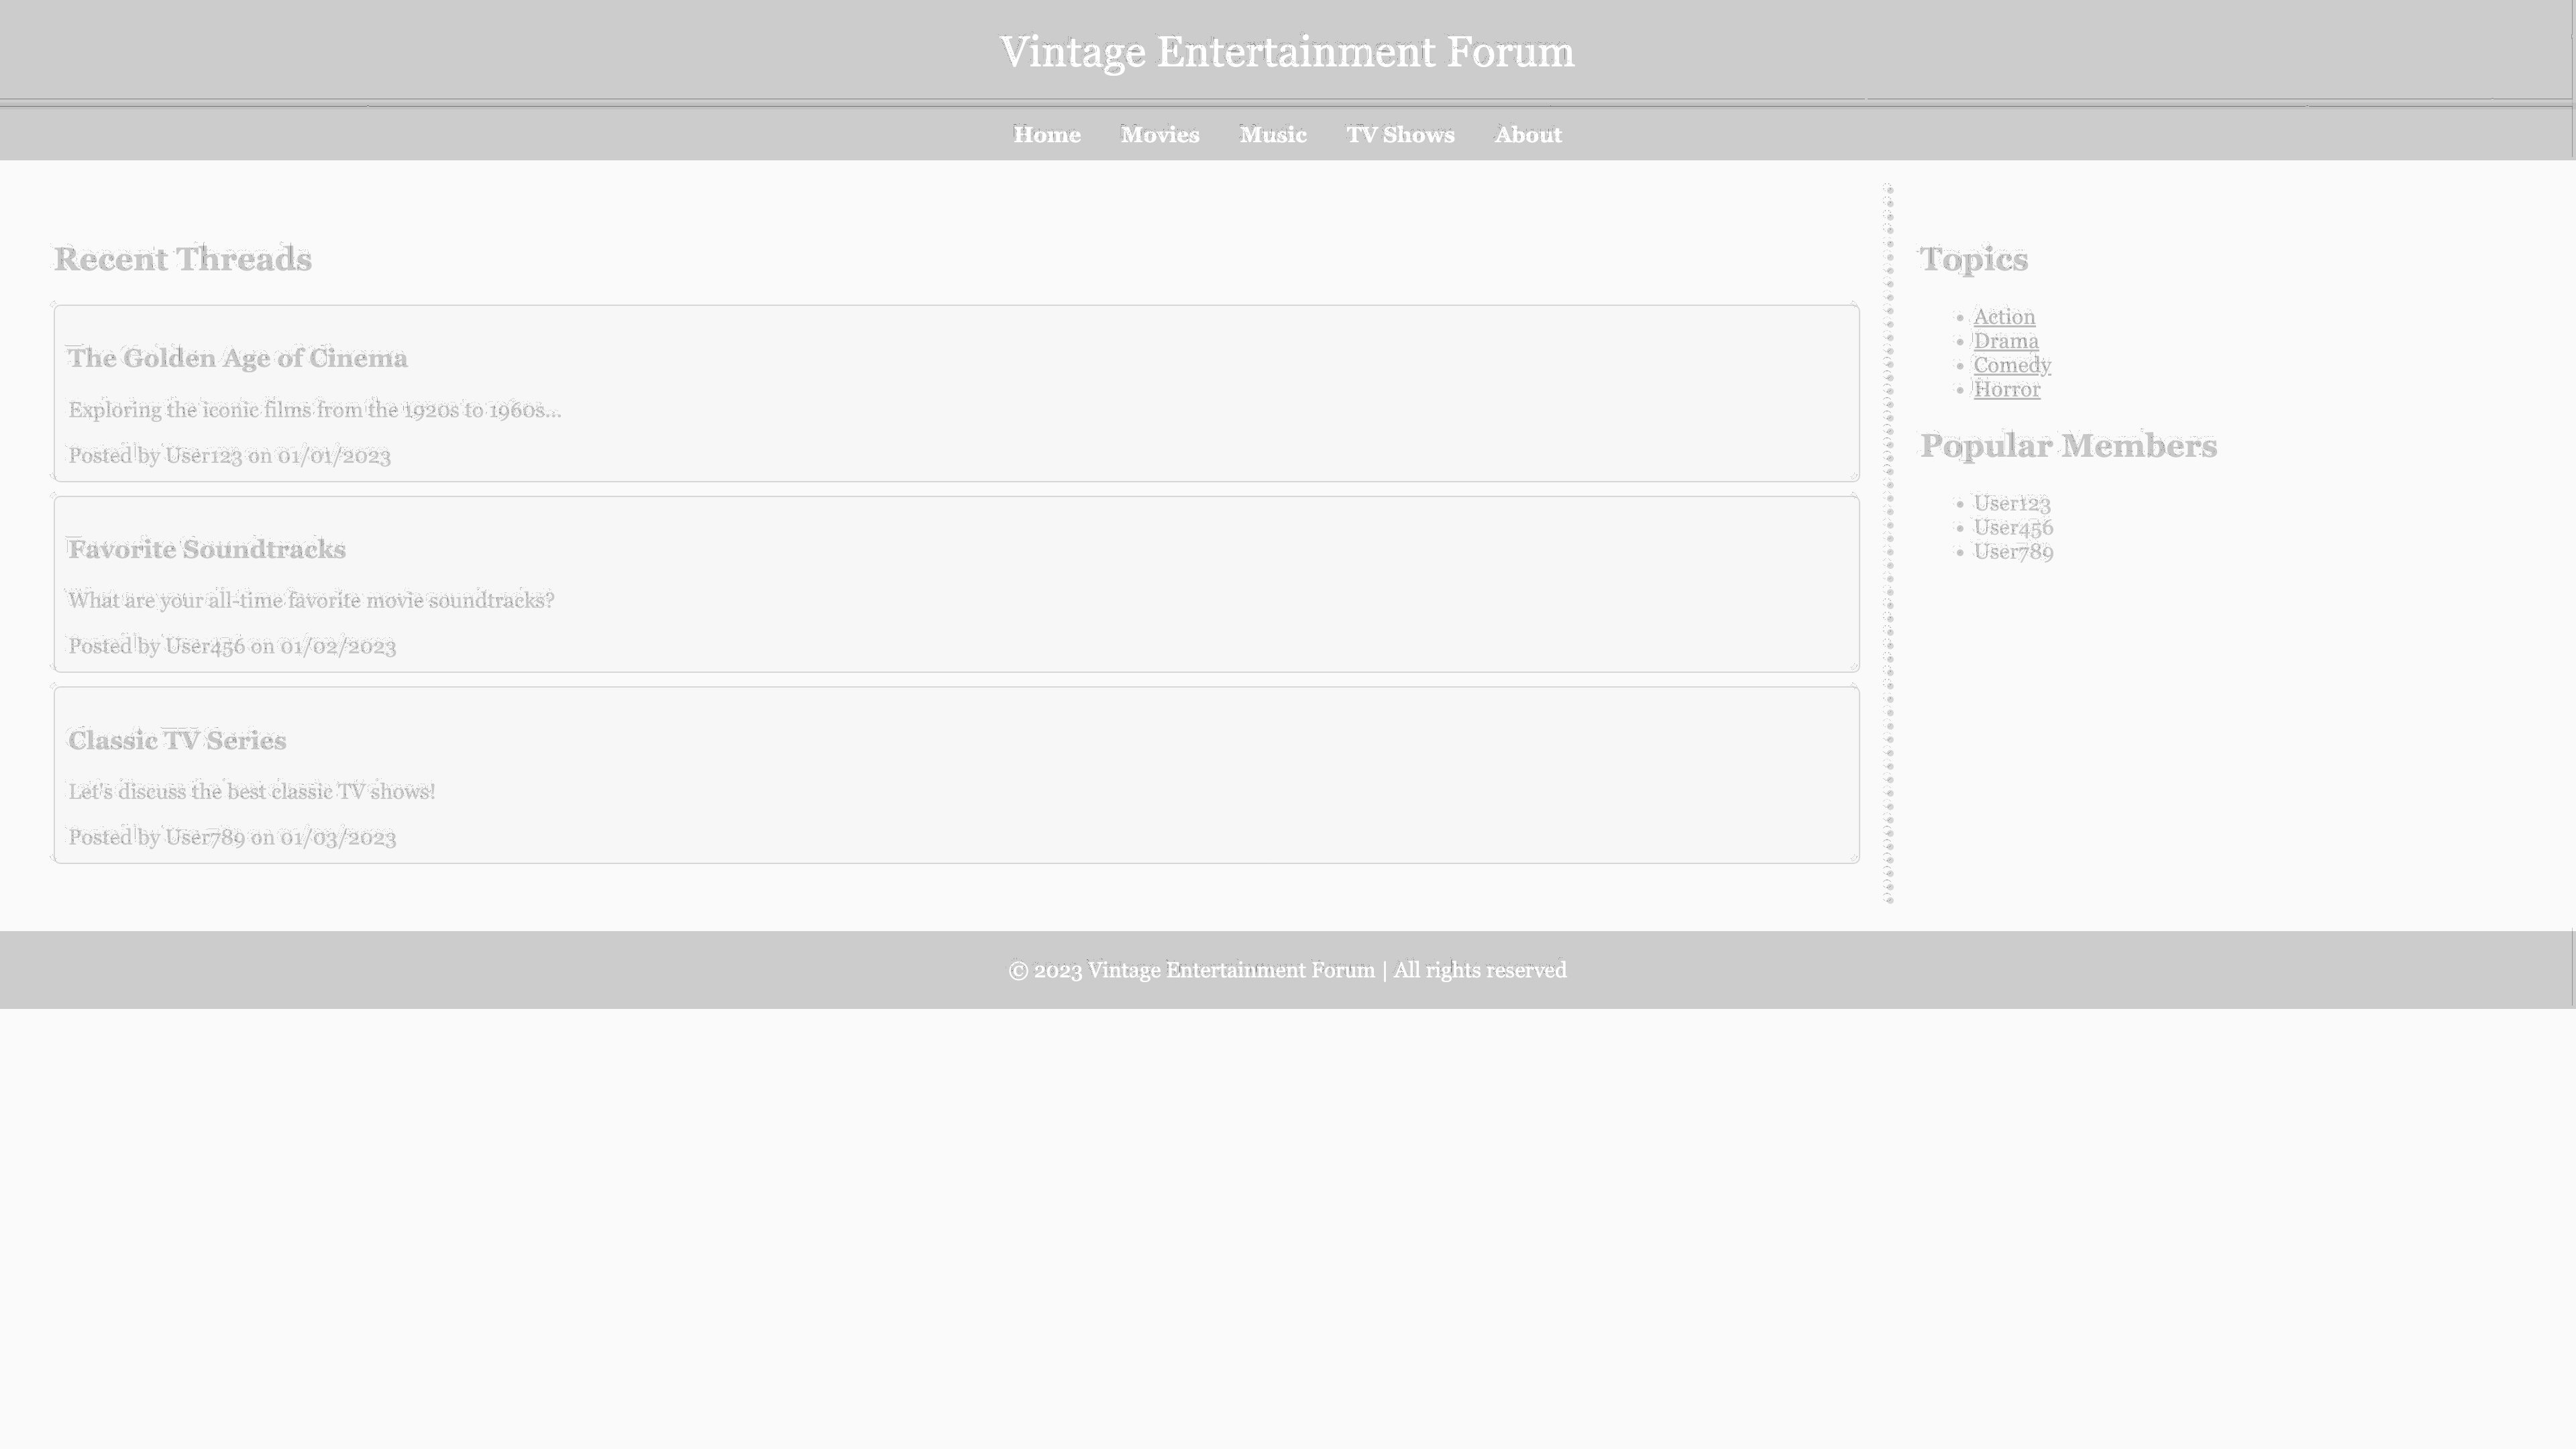 Vintage Entertainment Forum
Home Movies Music TV Shows About
Recent Threads
The Golden Age of Cinema
Exploring the iconic films from the 1920s to 1960s...
Posted by User123 on 01/01/2023
Favorite Soundtracks
What are your all-time favorite movie soundtracks?
Posted by User456 on 01/02/2023
Classic TV Series
Let's discuss the best classic TV shows!
Posted by User789 on 01/03/2023
Topics
Action
Drama
Comedy
Horror
Popular Members
User123
User456
User789
© 2023 Vintage Entertainment Forum | All rights reserved